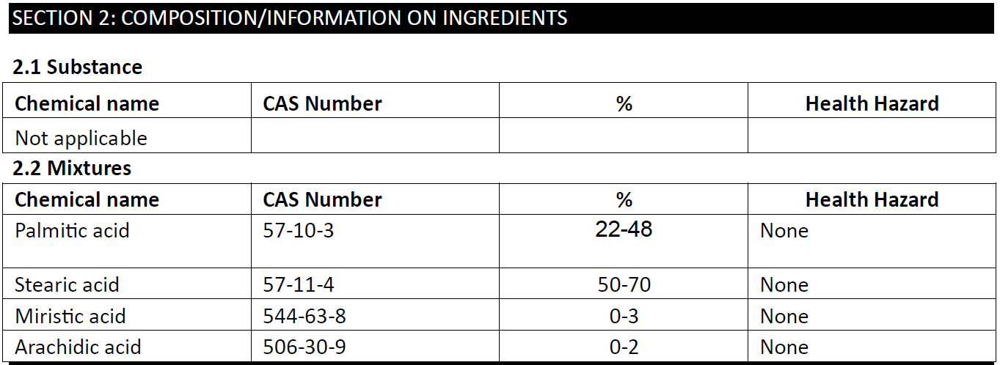 SECTION 2: COMPOSITION/INFORMATION ON INGREDIENTS
2.1 Substance
Chemical name CAS Number % Health Hazard
Not applicable
2.2 Mixtures
Chemical name CAS Number % Health Hazard
Palmitic acid 57-10-3 22-48 None
Stearic acid 57-11-4 50-70 None
Miristic acid 544-63-8 0-3 None
Arachidic acid 506-30-9 0-2 None